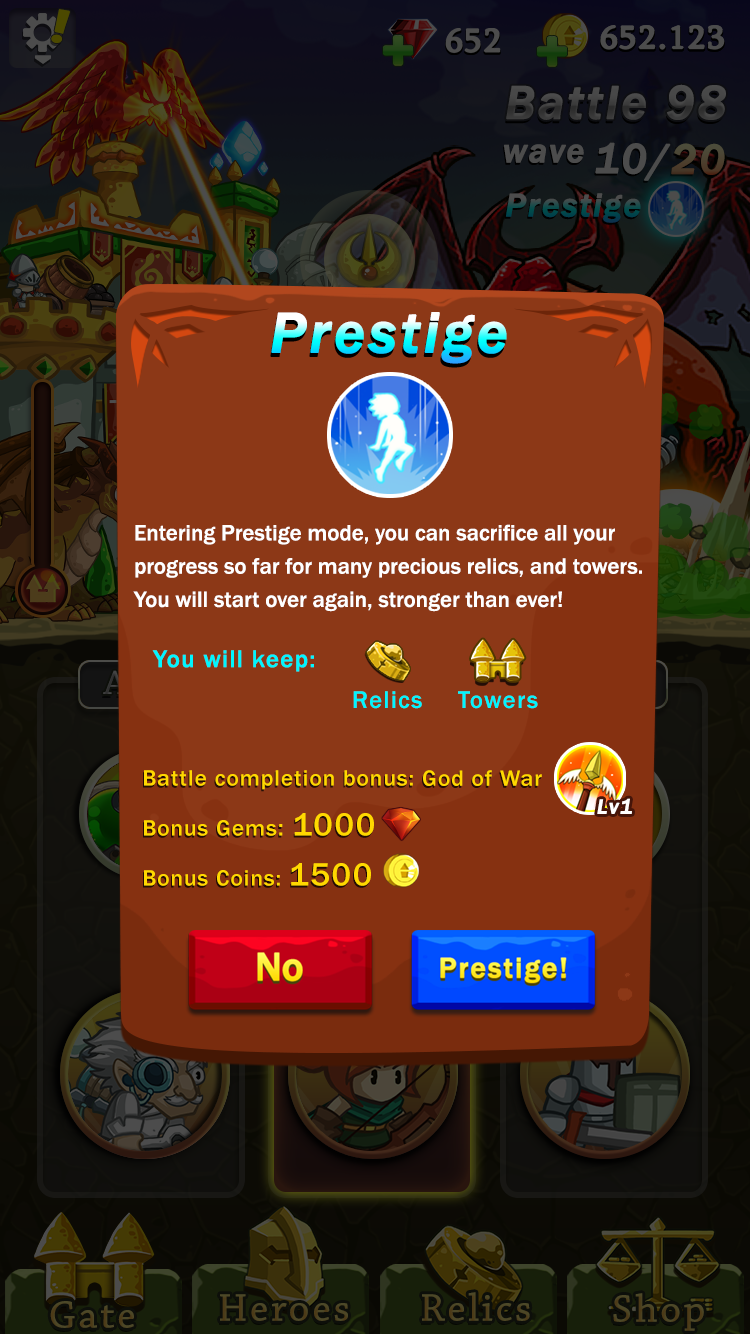 652
652.123
Battle 98
wave 10/20
Prestige
Prestige
Entering Prestige mode, you can sacrifice all your
progress so far for many precious relics, and towers.
You will start over again, stronger than ever!
You will keep:
Relics
Towers
Battle completion bonus: God of War
Lv1
Bonus Gems: 1000
Bonus Coins: 1500
No
Prestige!
Gate
Heroes
Relics
Shop